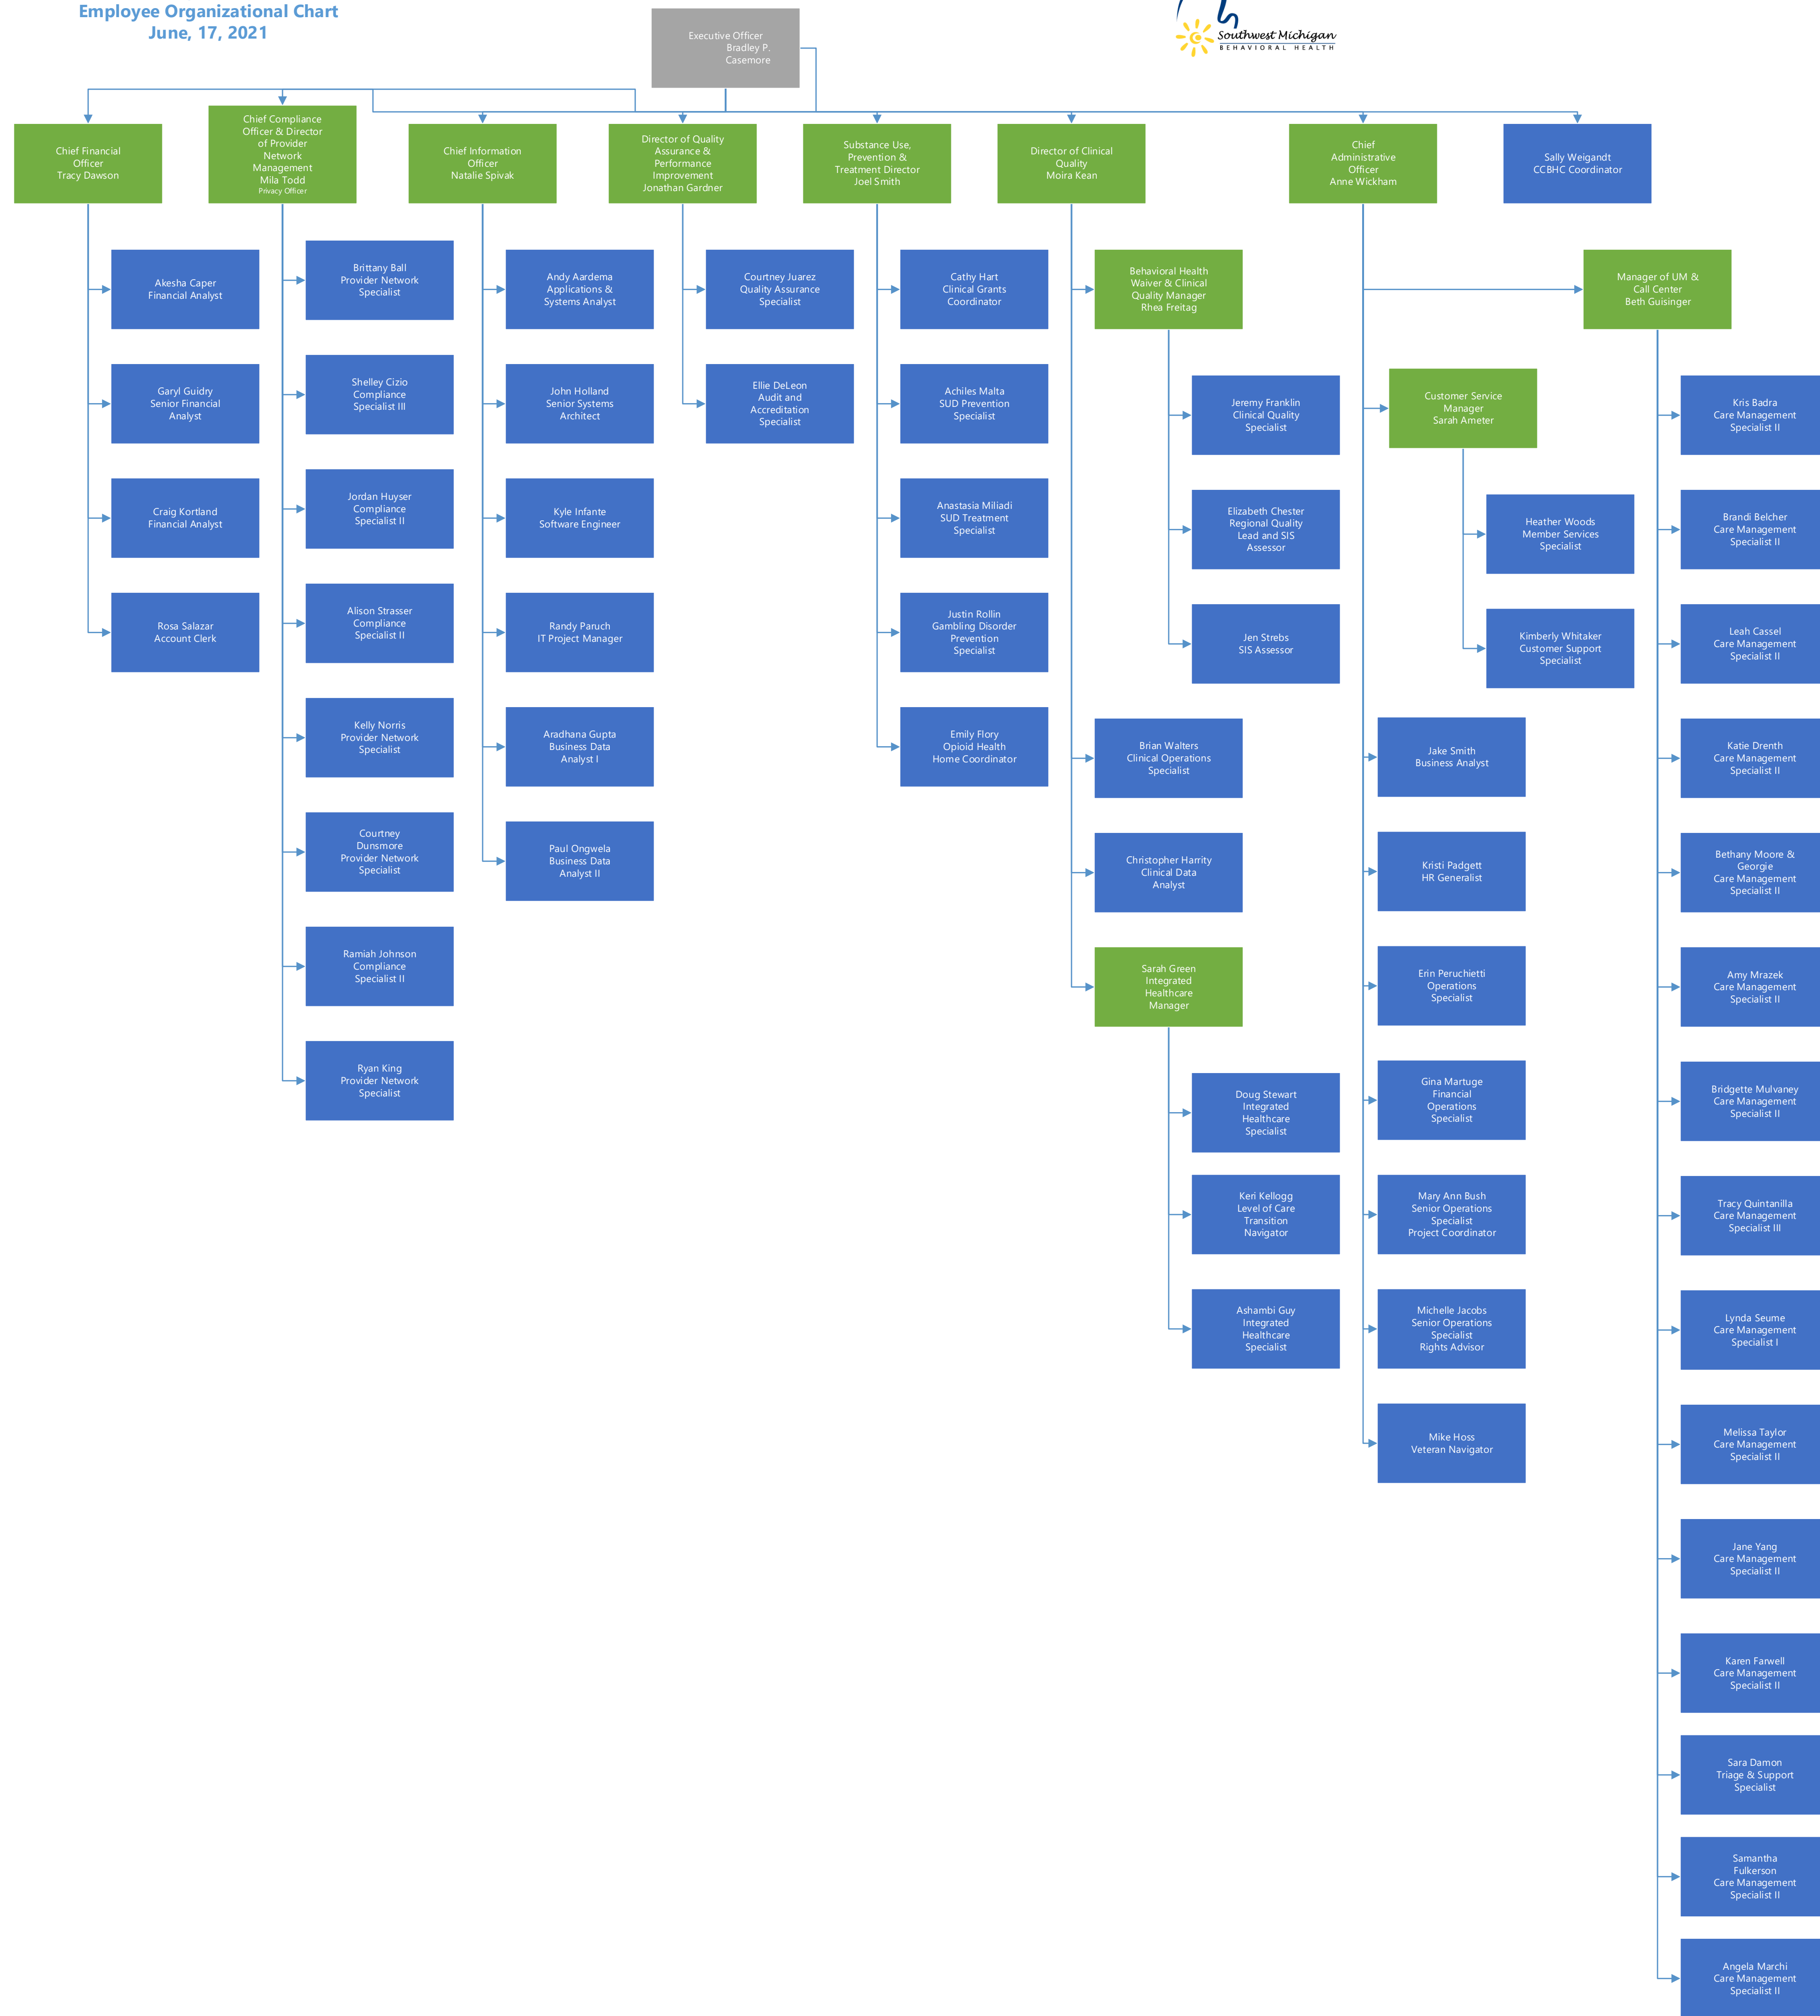 Employee Organizational Chart
June, 17, 2021
Executive Officer
Bradley P.
Casemore
Southwest Michigan
BEHAVIORAL HEALTH
Chief Financial
Officer
Tracy Dawson
Chief Compliance
Officer & Director
of Provider
Network
Management
Mila Todd
Privacy Officer
Chief Information
Officer
Natalie Spivak
Director of Quality
Assurance &
Performance
Improvement
Jonathan Gardner
Substance Use,
Prevention &
Treatment Director
Joel Smith
Director of Clinical
Quality
Moira Kean
Chief
Administrative
Officer
Anne Wickham
Sally Weigandt
CCBHC Coordinator
Akesha Caper
Financial Analyst
Garyl Guidry
Senior Financial
Analyst
Craig Kortland
Financial Analyst
Rosa Salazar
Account Clerk
Brittany Ball
Provider Network
Specialist
Shelley Cizio
Compliance
Specialist III
Jordan Huyser
Compliance
Specialist II
Alison Strasser
Compliance
Specialist II
Kelly Norris
Provider Network
Specialist
Courtney
Dunsmore
Provider Network
Specialist
Ramiah Johnson
Compliance
Specialist II
Ryan King
Provider Network
Specialist
Andy Aardema
Applications &
Systems Analyst
John Holland
Senior Systems
Architect
Kyle Infante
Software Engineer
Randy Paruch
IT Project Manager
Aradhana Gupta
Business Data
Analyst I
Paul Ongwela
Business Data
Analyst II
Courtney Juarez
Quality Assurance
Specialist
Ellie DeLeon
Audit and
Accreditation
Specialist
Cathy Hart
Clinical Grants
Coordinator
Achiles Malta
SUD Prevention
Specialist
Anastasia Miliadi
SUD Treatment
Specialist
Justin Rollin
Gambling Disorder
Prevention
Specialist
Emily Flory
Opioid Health
Home Coordinator
Behavioral Health
Waiver & Clinical
Quality Manager
Rhea Freitag
Jeremy Franklin
Clinical Quality
Specialist
Elizabeth Chester
Regional Quality
Lead and SIS
Assessor
Jen Strebs
SIS Assessor
Brian Walters
Clinical Operations
Specialist
Christopher Harrity
Clinical Data
Analyst
Sarah Green
Integrated
Healthcare
Manager
Doug Stewart
Integrated
Healthcare
Specialist
Keri Kellogg
Level of Care
Transition
Navigator
Ashambi Guy
Integrated
Healthcare
Specialist
Customer Service
Manager
Sarah Ameter
Heather Woods
Member Services
Specialist
Kimberly Whitaker
Customer Support
Specialist
Jake Smith
Business Analyst
Kristi Padgett
HR Generalist
Erin Peruchietti
Operations
Specialist
Gina Martuge
Financial
Operations
Specialist
Mary Ann Bush
Senior Operations
Specialist
Project Coordinator
Michelle Jacobs
Senior Operations
Specialist
Rights Advisor
Mike Hoss
Veteran Navigator
Manager of UM &
Call Center
Beth Guisinger
Kris Badra
Care Management
Specialist II
Brandi Belcher
Care Management
Specialist II
Leah Cassel
Care Management
Specialist II
Katie Drenth
Care Management
Specialist II
Bethany Moore &
Georgie
Care Management
Specialist II
Amy Mrazek
Care Management
Specialist II
Bridgette Mulvaney
Care Management
Specialist II
Tracy Quintanilla
Care Management
Specialist III
Lynda Seume
Care Management
Specialist I
Melissa Taylor
Care Management
Specialist II
Jane Yang
Care Management
Specialist II
Karen Farwell
Care Management
Specialist II
Sara Damon
Triage & Support
Specialist
Samantha
Fulkerson
Care Management
Specialist II
Angela Marchi
Care Management
Specialist II